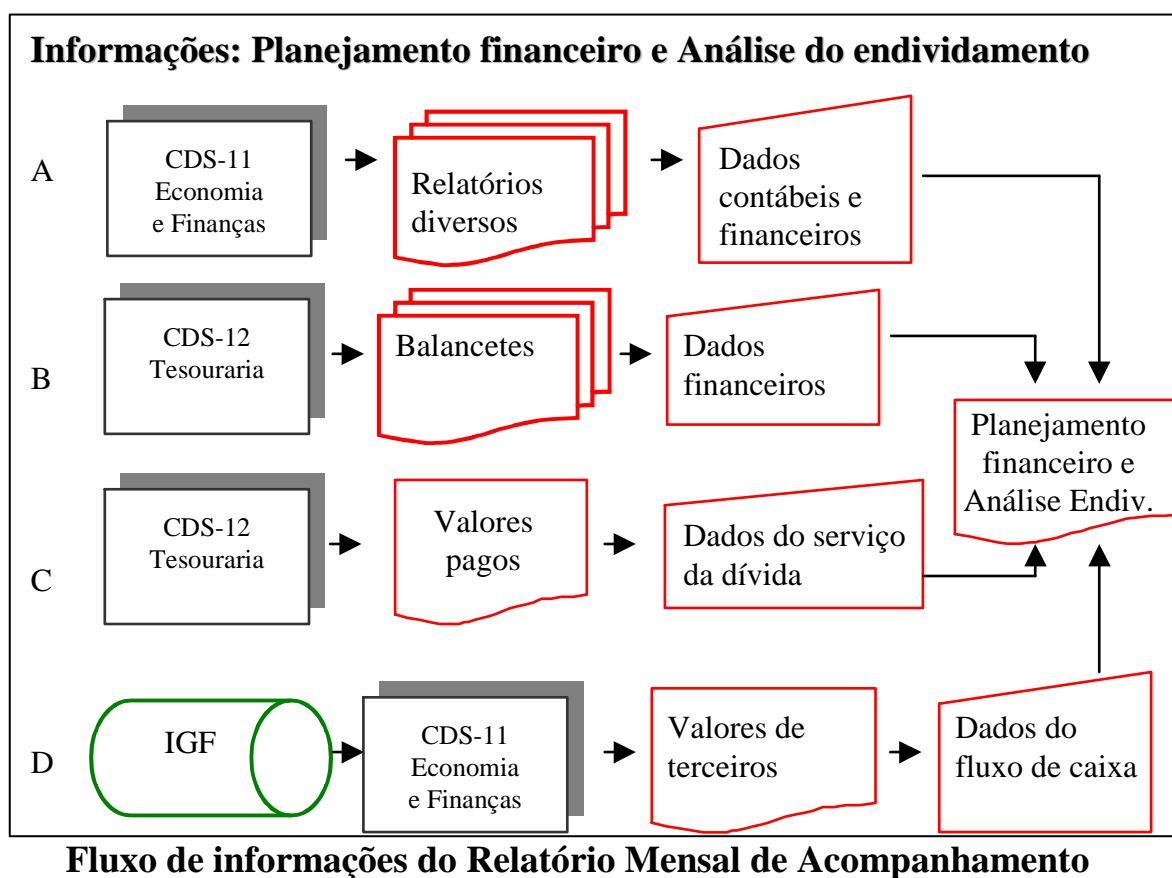 Informações: Planejamento financeiro e Análise do endividamento
A
CDS-11
Economia
e Finanças
Relatórios
diversos
Dados
contábeis e
financeiros
B
CDS-12
Tesouraria
Balancetes
Dados
financeiros
Planejamento
financeiro e
Análise Endiv.
C
CDS-12
Tesouraria
Valores
pagos
Dados do serviço
da dívida
D
IGF
CDS-11
Economia
e Finanças
Valores de
terceiros
Dados do
fluxo de caixa
Fluxo de informações do Relatório Mensal de Acompanhamento